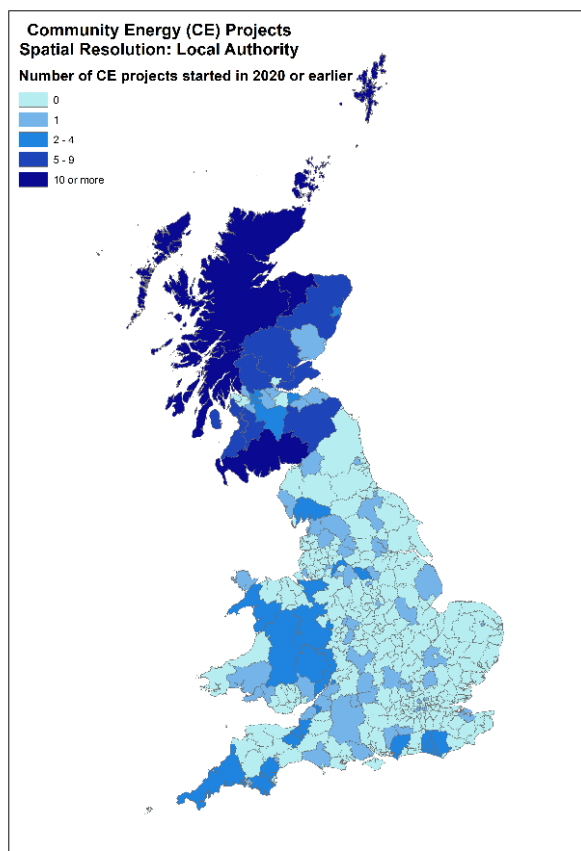 Community Energy (CE) Projects
Spatial Resolution: Local Authority
Number of CE projects started in 2020 or earlier
0
1
2 - 4
5 - 9
10 or more